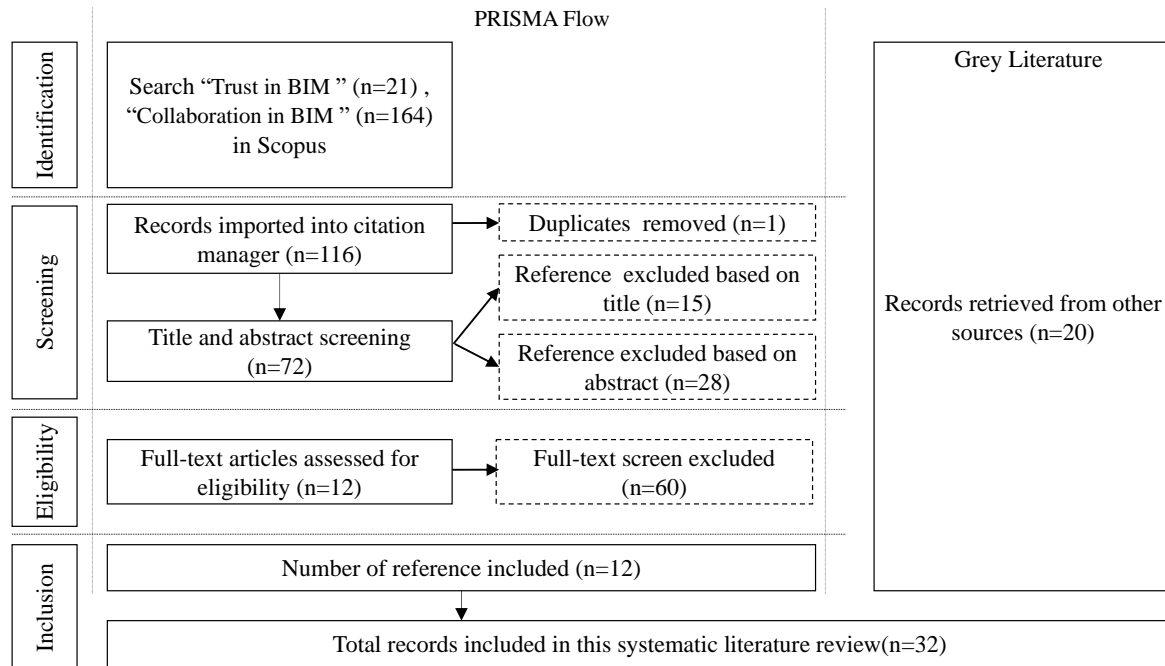 PRISMA Flow
Identification
Search “Trust in BIM ” (n=21) ,
“Collaboration in BIM ” (n=164)
in Scopus
Grey Literature
Screening
Records imported into citation
manager (n=116)
Duplicates removed (n=1)
Reference excluded based on
title (n=15)
Title and abstract screening
(n=72)
Reference excluded based on
abstract (n=28)
Records retrieved from other
sources (n=20)
Eligibility
Full-text articles assessed for
eligibility (n=12)
Full-text screen excluded
(n=60)
Inclusion
Number of reference included (n=12)
Total records included in this systematic literature review(n=32)